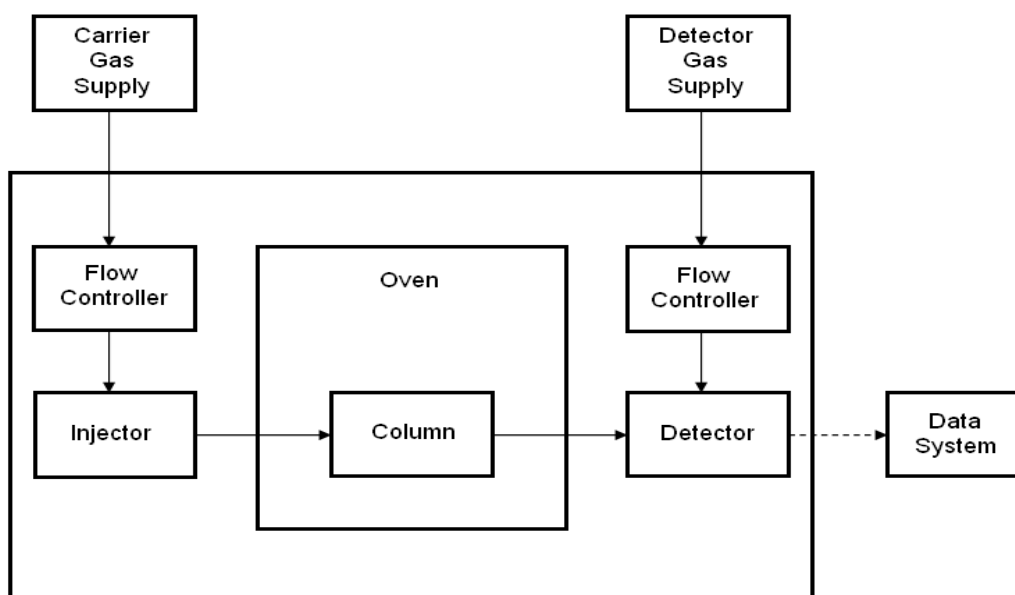 Carrier
Gas
Supply
Detector
Gas
Supply
Flow
Controller
Oven
Flow
Controller
Injector
Column
Detector
Data
System